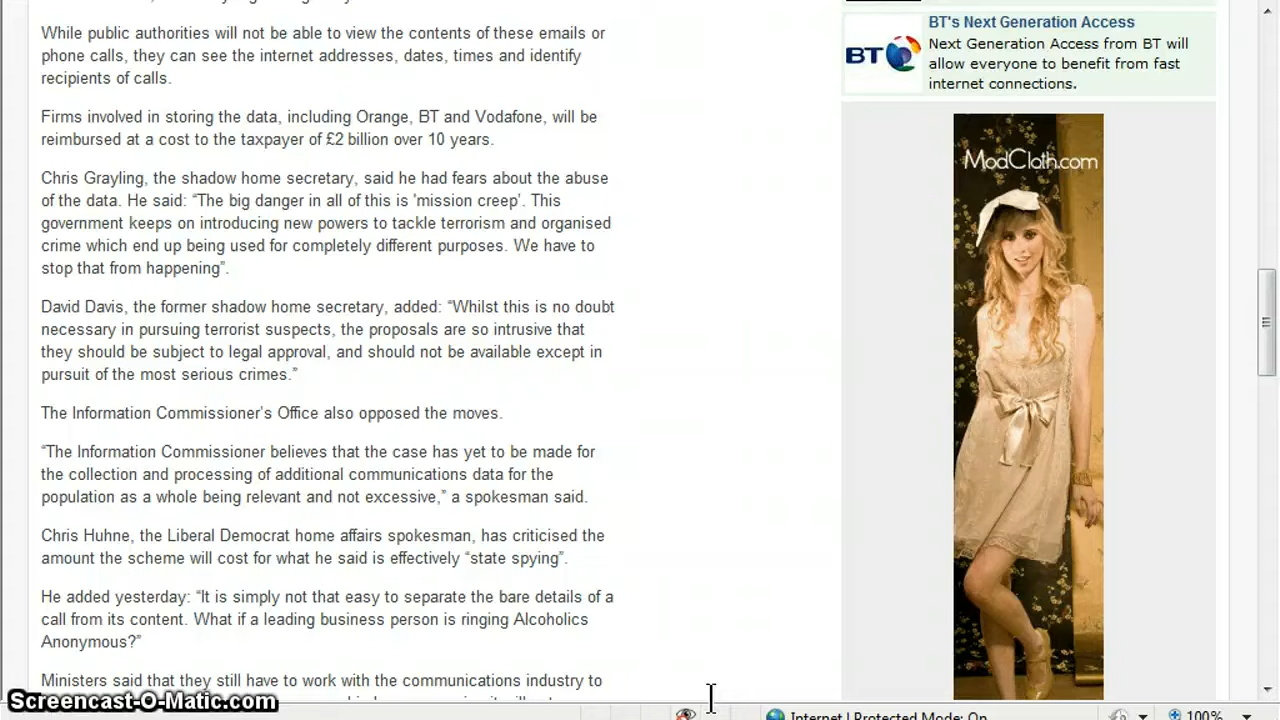 While public authorities will not be able to view the contents of these emails or
phone calls, they can see the internet addresses, dates, times and identify
recipients of calls.
Firms involved in storing the data, including Orange, BT and Vodafone, will be
reimbursed at a cost to the taxpayer of £2 billion over 10 years.
Chris Grayling, the shadow home secretary, said he had fears about the abuse
of the data. He said: “The big danger in all of this is 'mission creep'. This
government keeps on introducing new powers to tackle terrorism and organised
crime which end up being used for completely different purposes. We have to
stop that from happening”.
David Davis, the former shadow home secretary, added: “Whilst this is no doubt
necessary in pursuing terrorist suspects, the proposals are so intrusive that
they should be subject to legal approval, and should not be available except in
pursuit of the most serious crimes.”
The Information Commissioner’s Office also opposed the moves.
“The Information Commissioner believes that the case has yet to be made for
the collection and processing of additional communications data for the
population as a whole being relevant and not excessive,” a spokesman said.
Chris Huhne, the Liberal Democrat home affairs spokesman, has criticised the
amount the scheme will cost for what he said is effectively “state spying”.
He added yesterday: “It is simply not that easy to separate the bare details of a
call from its content. What if a leading business person is ringing Alcoholics
Anonymous?”
Ministers said that they still have to work with the communications industry to
BT's Next Generation Access
BT
Next Generation Access from BT will
allow everyone to benefit from fast
internet connections.
ModCloth.com
Screencast-O-Matic.com
Internet | Protected Mode: On
100%